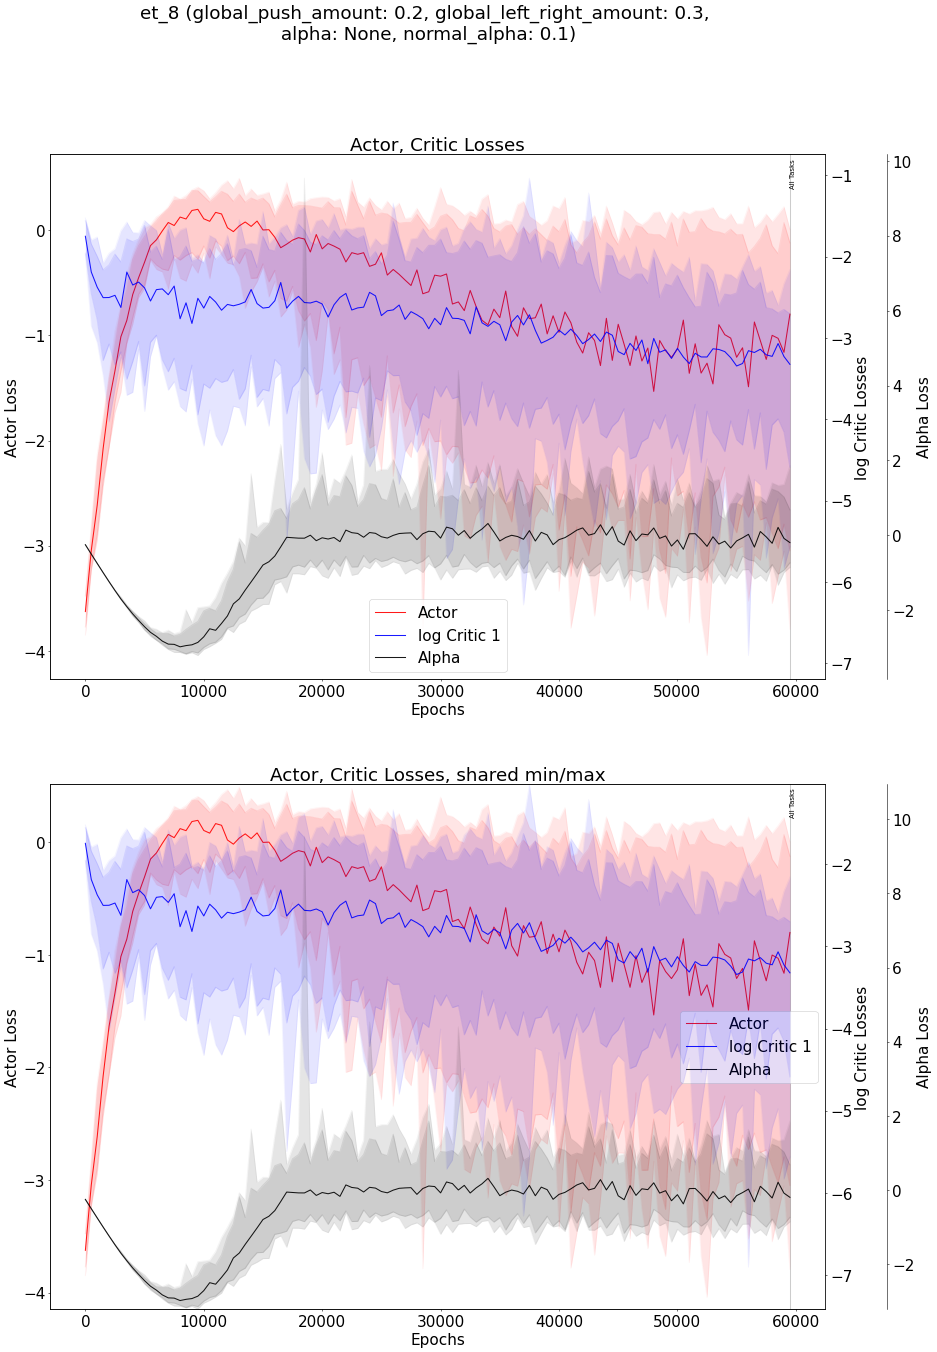 et_8 (global_push_amount: 0.2, global_left_right_amount: 0.3,
alpha: None, normal_alpha: 0.1)
Actor, Critic Losses
All Tasks
Actor Loss
0
−1
−2
−3
−4
−1
−2
−3
−4
−5
−6
−7
log Critic Losses
10
8
6
4
2
0
−2
Alpha Loss
Actor
log Critic 1
Alpha
0
10000
20000
30000
40000
50000
60000
Epochs
Actor, Critic Losses, shared min/max
All Tasks
Actor Loss
0
−1
−2
−3
−4
−2
−3
−4
−5
−6
−7
log Critic Losses
10
8
6
4
2
0
−2
Alpha Loss
Actor
log Critic 1
Alpha
0
10000
20000
30000
40000
50000
60000
Epochs